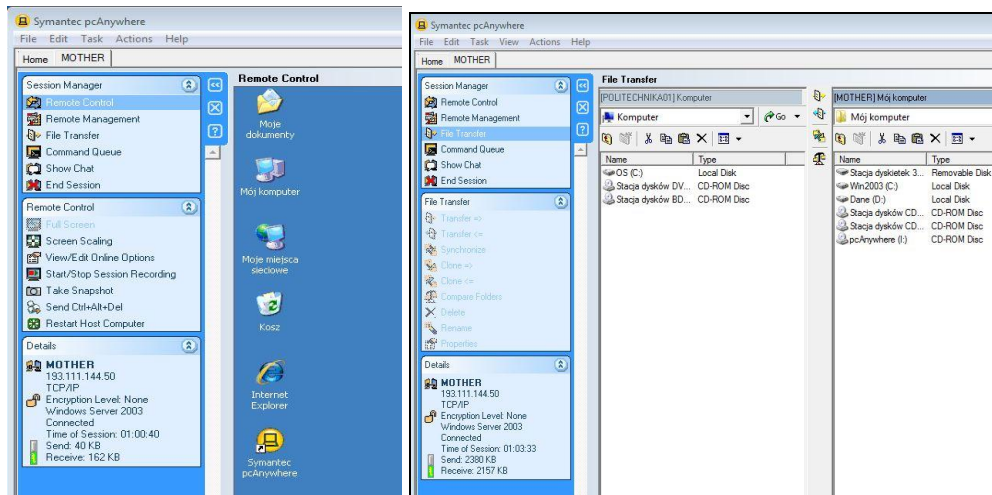 Symantec pcAnywhere
File Edit Task Actions Help
Home MOTHER
Session Manager
Remote Control
Remote Management
File Transfer
Command Queue
Show Chat
End Session
Remote Control
Full Screen
Screen Scaling
View/Edit Online Options
Start/Stop Session Recording
Take Snapshot
Send Ctrl+Alt+Del
Restart Host Computer
Details
MOTHER
193.111.144.50
TCP/IP
Encryption Level: None
Windows Server 2003
Connected
Time of Session: 01:00:40
Send: 40 KB
Receive: 162 KB
Remote Control
Moje
dokumenty
Mój komputer
Moje miejsca
sieciowe
Kosz
Internet
Explorer
Symantec
pcAnywhere
Symantec pcAnywhere
File Edit Task View Actions Help
Home MOTHER
Session Manager
Remote Control
Remote Management
File Transfer
Command Queue
Show Chat
End Session
File Transfer
Transfer =>
Transfer <=
Synchronize
Clone =>
Clone <=
Compare Folders
Delete
Rename
Properties
Details
MOTHER
193.111.144.50
TCP/IP
Encryption Level: None
Windows Server 2003
Connected
Time of Session: 01:03:33
Send: 2380 KB
Receive: 2157 KB
File Transfer
[POLITECHNIKA01] Komputer
Komputer Go
Name Type
OS (C:) Local Disk
Stacja dysków DV... CD-ROM Disc
Stacja dysków BD... CD-ROM Disc
[MOTHER] Mój komputer
Mój komputer
Name Type
Stacja dyskietek 3... Removable Disk
Win2003 (C:) Local Disk
Dane (D:) Local Disk
Stacja dysków CD... CD-ROM Disc
Stacja dysków CD... CD-ROM Disc
pcAnywhere (I:) CD-ROM Disc